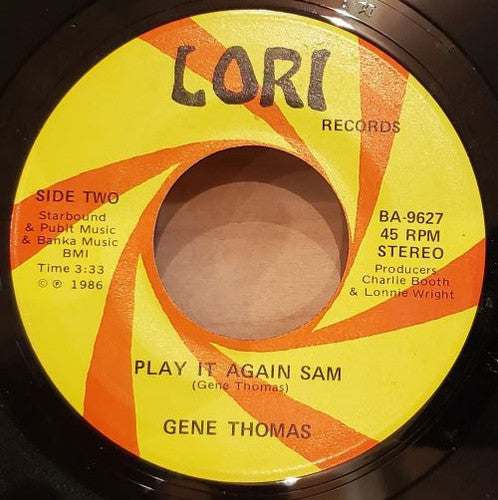 LORI
RECORDS
SIDE TWO
Starbound
& Pubit Music
& Banka Music
BMI
Time 3:33
© ℗ 1986
BA-9627
45 RPM
STEREO
Producers
Charlie Booth
& Lonnie Wright
PLAY IT AGAIN SAM
(Gene Thomas)
GENE THOMAS